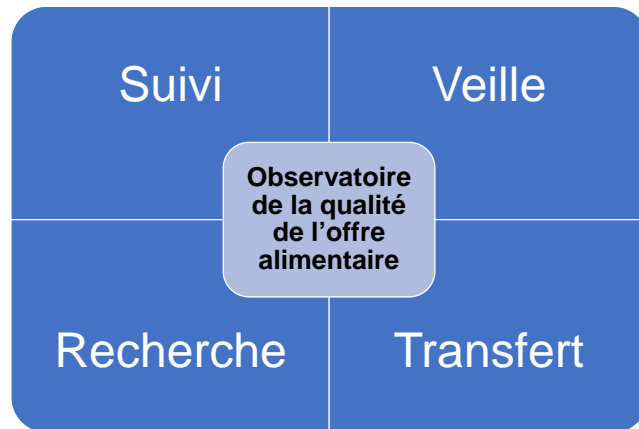 Suivi
Veille
Observatoire
de la qualité
de l'offre
alimentaire
Recherche
Transfert